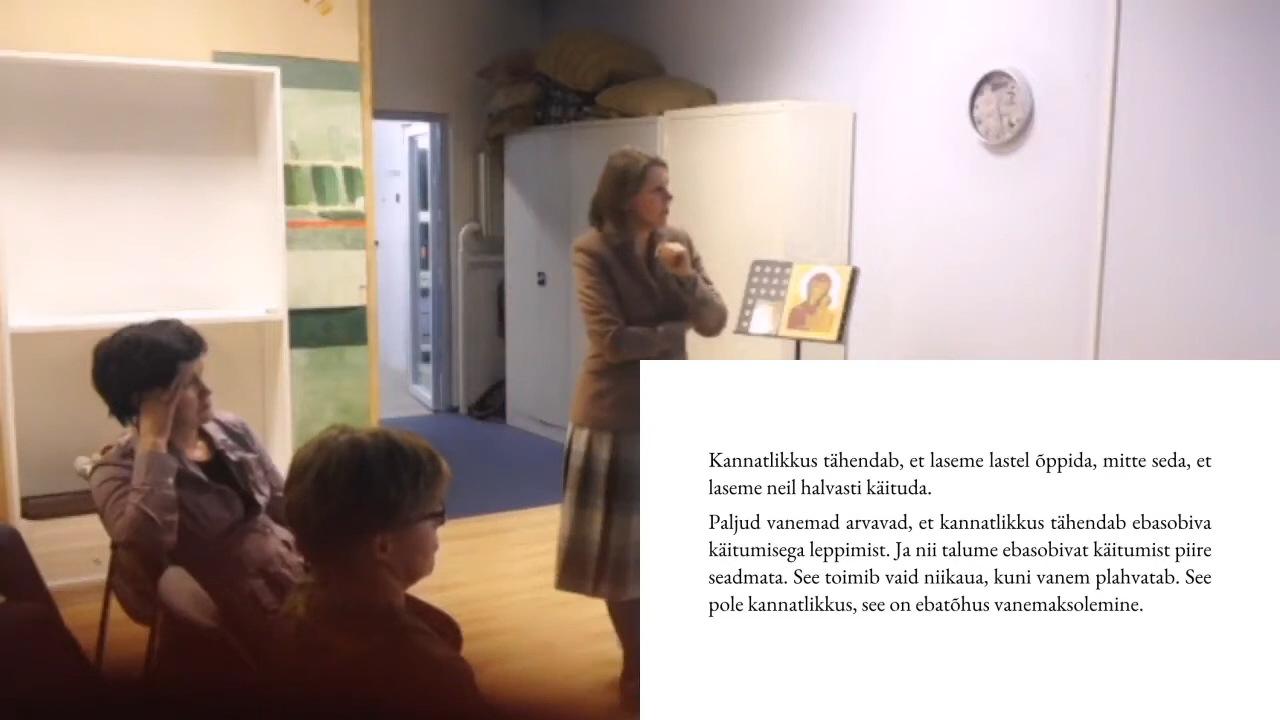 Kannatlikkus tähendab, et laseme lastel õppida, mitte seda, et
laseme neil halvasti käituda.
Paljud vanemad arvavad, et kannatlikkus tähendab ebasobiva
käitumisega leppimist. Ja nii talume ebasobivat käitumist piire
seadmata. See toimib vaid niikaua, kuni vanem plahvatab. See
pole kannatlikkus, see on ebatõhus vanemaksolemine.